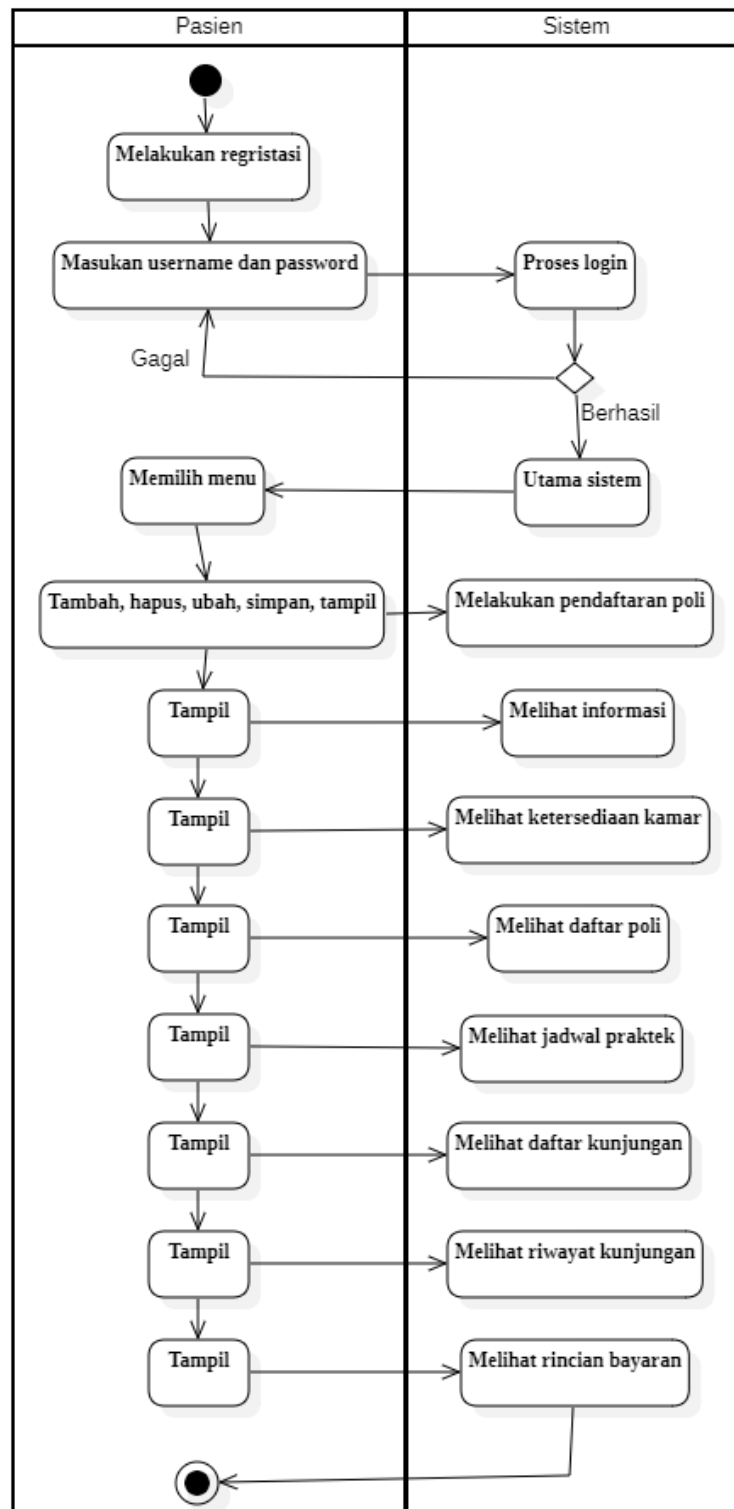 Pasien
Sistem
Melakukan regristasi
Masukan username dan password
Proses login
Gagal
Berhasil
Memilih menu
Utama sistem
Tambah, hapus, ubah, simpan, tampil
Melakukan pendaftaran poli
Tampil
Melihat informasi
Tampil
Melihat ketersediaan kamar
Tampil
Melihat daftar poli
Tampil
Melihat jadwal praktek
Tampil
Melihat daftar kunjungan
Tampil
Melihat riwayat kunjungan
Tampil
Melihat rincian bayaran